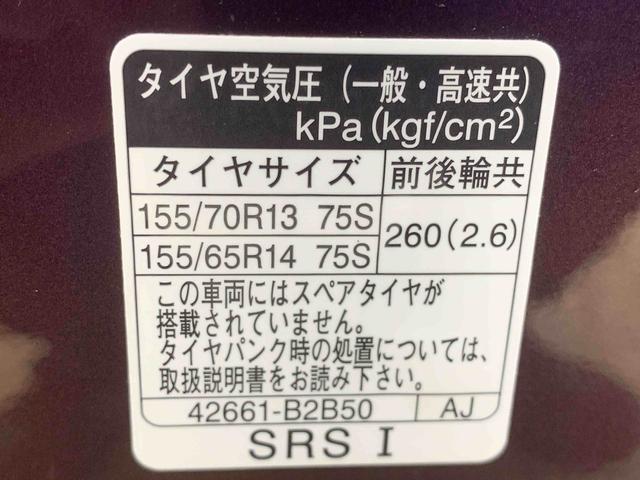 タイヤ空気圧（一般・高速共）
kPa(kgf/cm²)
タイヤサイズ 前後輪共
155/70R13 75S
260(2.6)
155/65R14 75S
この車両にはスペアタイヤが
搭載されていません。
タイヤパンク時の処置については、
取扱説明書をお読み下さい。
42661-B2B50 AJ
SRS I